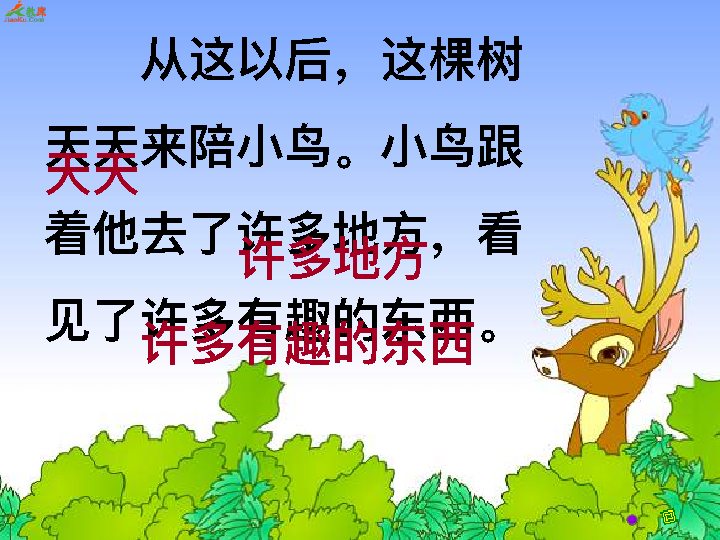 从这以后，这棵树
天天来陪小鸟。小鸟跟
天天
着他去了许多地方，看
许多地方
见了许多有趣的东西。
许多有趣的东西